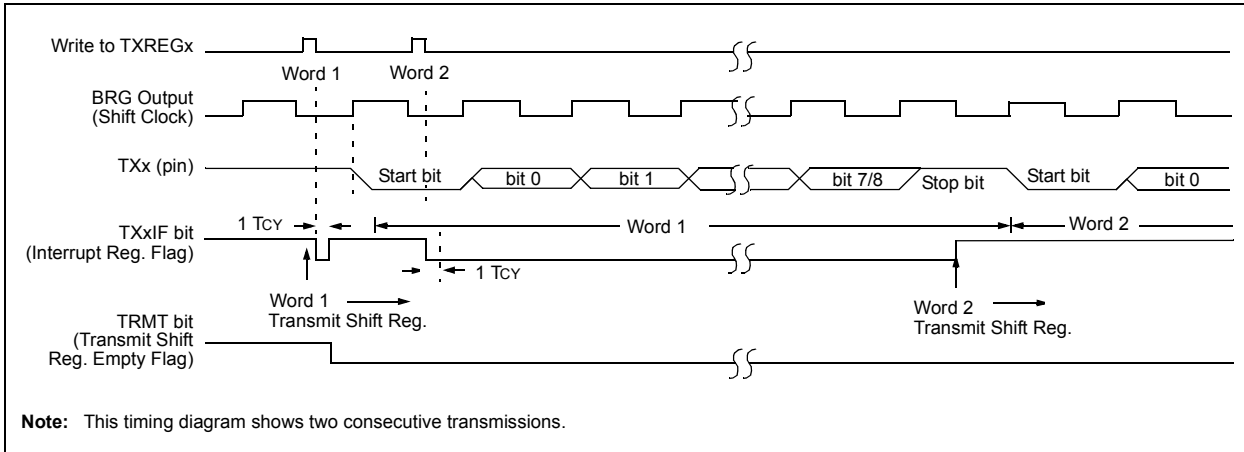 Write to TXREGx
Word 1
Word 2
BRG Output
(Shift Clock)
TXx (pin)
Start bit
bit 0
bit 1
bit 7/8
Stop bit
Start bit
bit 0
1 TCY
TXxIF bit
(Interrupt Reg. Flag)
Word 1
Word 2
1 TCY
Word 1
Transmit Shift Reg.
Word 2
Transmit Shift Reg.
TRMT bit
(Transmit Shift
Reg. Empty Flag)
Note: This timing diagram shows two consecutive transmissions.